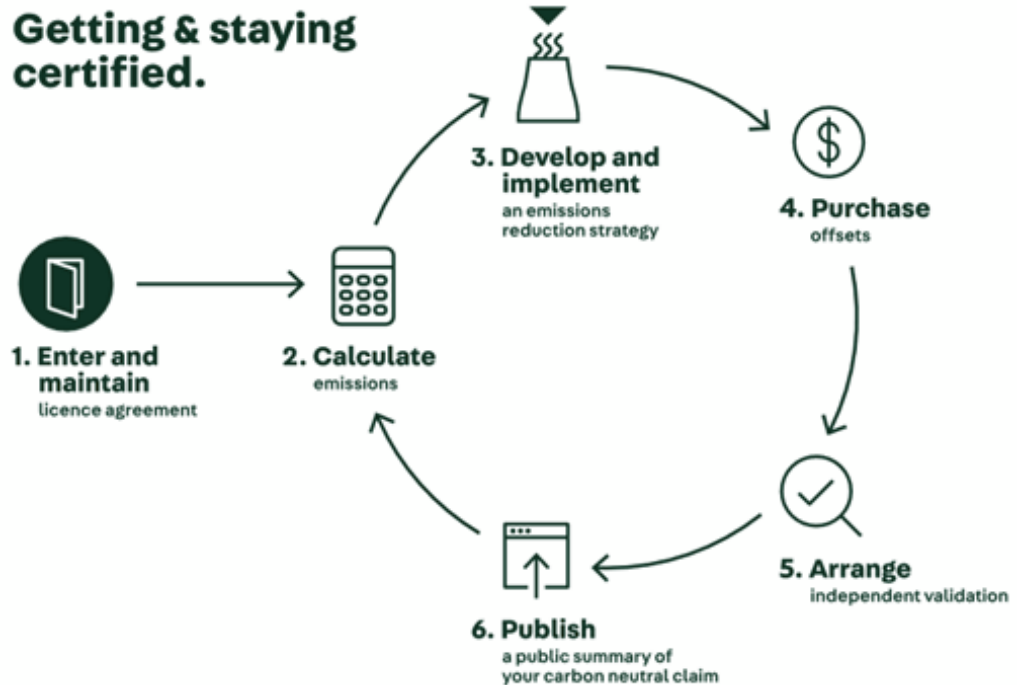 Getting & staying
certified.
1. Enter and
maintain
licence agreement
2. Calculate
emissions
3. Develop and
implement
an emissions
reduction strategy
$
4. Purchase
offsets
5. Arrange
independent validation
6. Publish
a public summary of
your carbon neutral claim